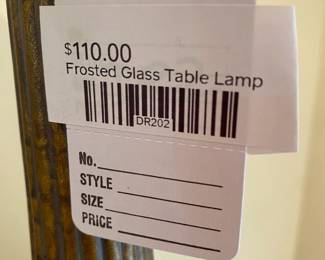 $110.00
Frosted Glass Table Lamp
DR202
No.
STYLE
SIZE
PRICE